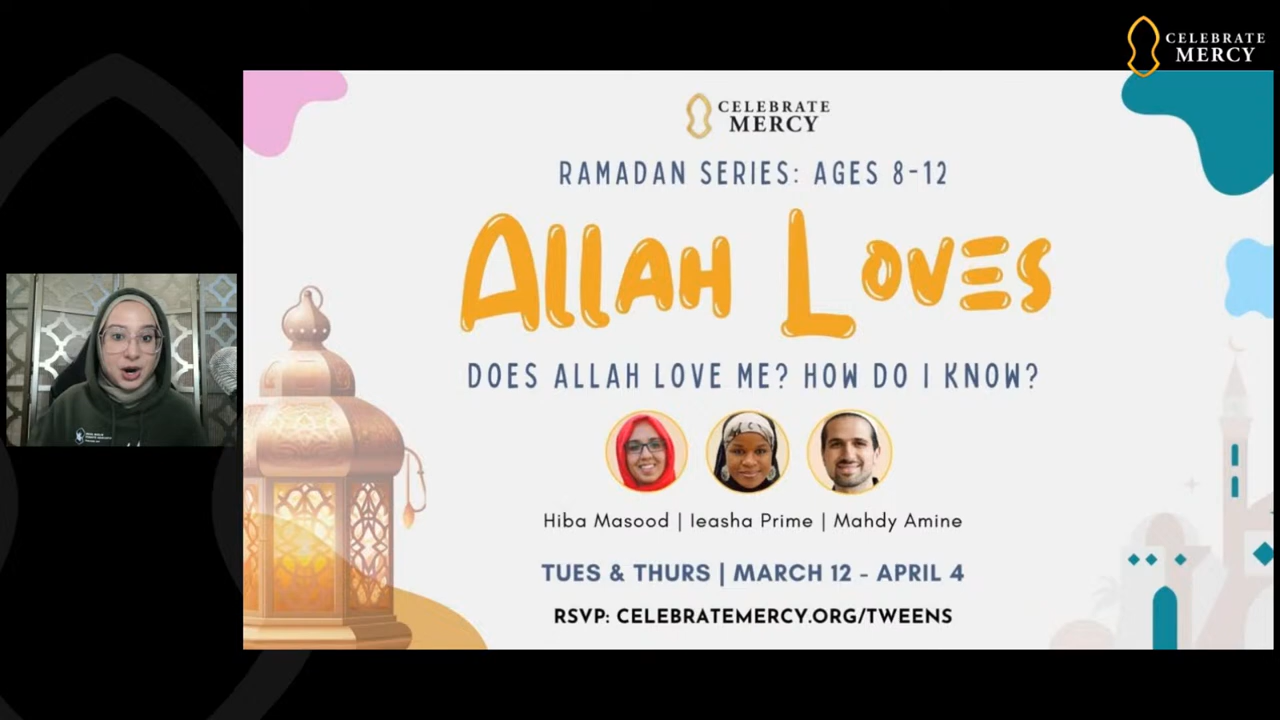 CELEBRATE
MERCY
CELEBRATE
MERCY
RAMADAN SERIES: AGES 8-12
ALLAH LOVES
DOES ALLAH LOVE ME? HOW DO I KNOW?
Hiba Masood | Ieasha Prime | Mahdy Amine
TUES & THURS | MARCH 12 - APRIL 4
RSVP: CELEBRATEMERCY.ORG/TWEENS